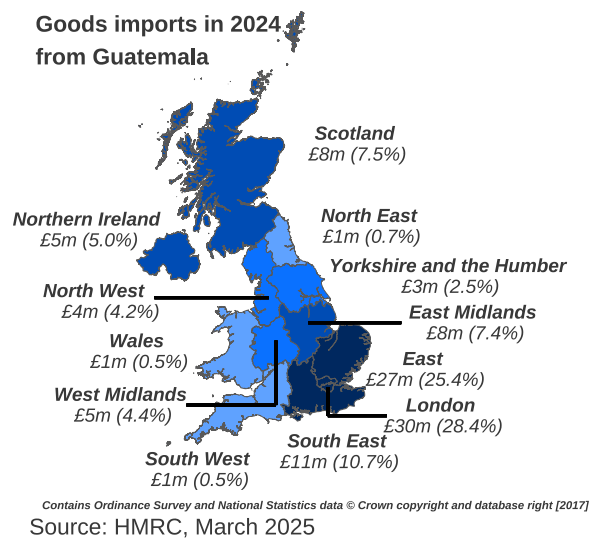 Goods imports in 2024
from Guatemala
Scotland
£8m (7.5%)
Northern Ireland
£5m (5.0%)
North East
£1m (0.7%)
Yorkshire and the Humber
£3m (2.5%)
North West
£4m (4.2%)
East Midlands
£8m (7.4%)
Wales
£1m (0.5%)
East
£27m (25.4%)
West Midlands
£5m (4.4%)
London
£30m (28.4%)
South East
£11m (10.7%)
South West
£1m (0.5%)
Contains Ordinance Survey and National Statistics data © Crown copyright and database right [2017]
Source: HMRC, March 2025